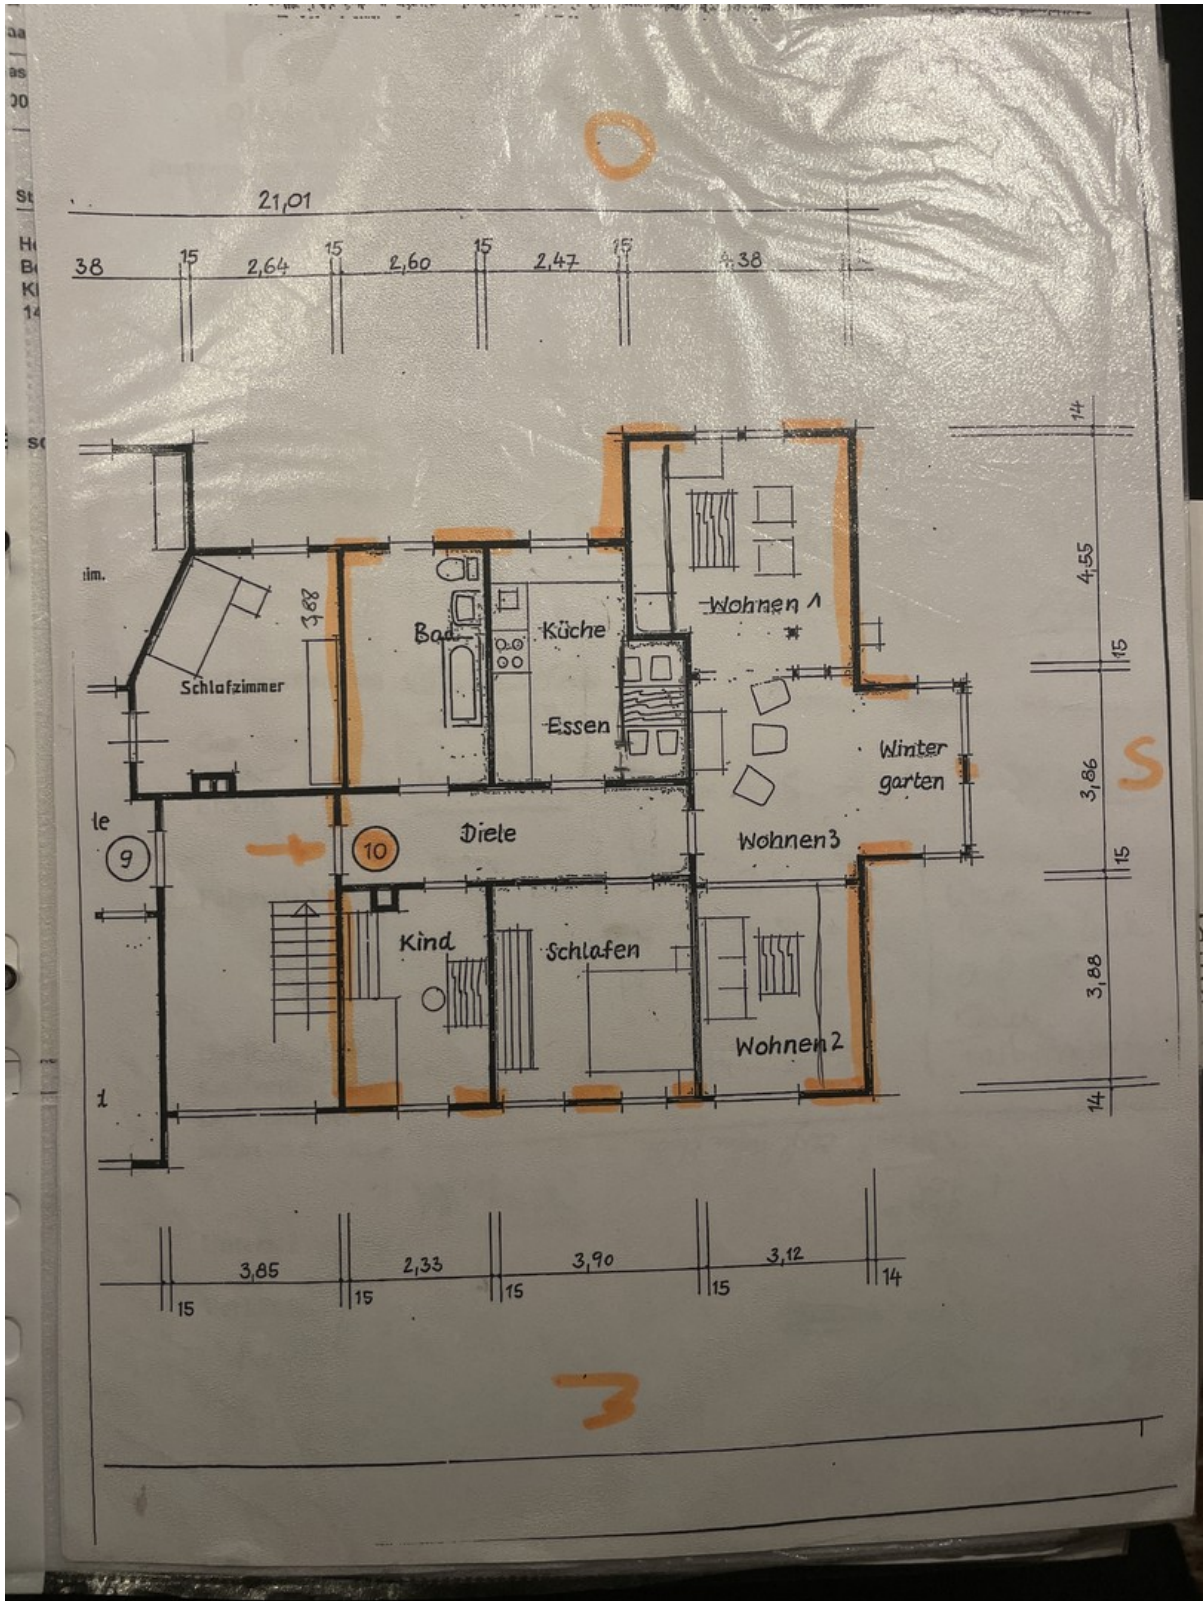 O
21,01
38 15 2,64 15 2,60 15 2,47 15 4,38
14
4,55
15
3,86
15
3,88
14
S
3,88
Schlafzimmer
Bad
Küche
Essen
Wohnen 1
Winter
garten
Wohnen3
Diele
9
10
Kind
Schlafen
Wohnen2
1
3,85 2,33 3,90 3,12
15 15 15 15 14